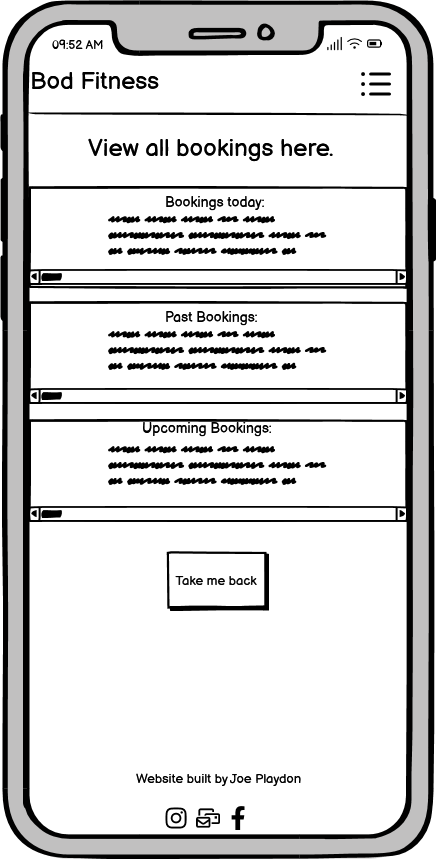 09:52 AM
Bod Fitness
View all bookings here.
Bookings today:
Past Bookings:
Upcoming Bookings:
Take me back
Website built by Joe Playdon